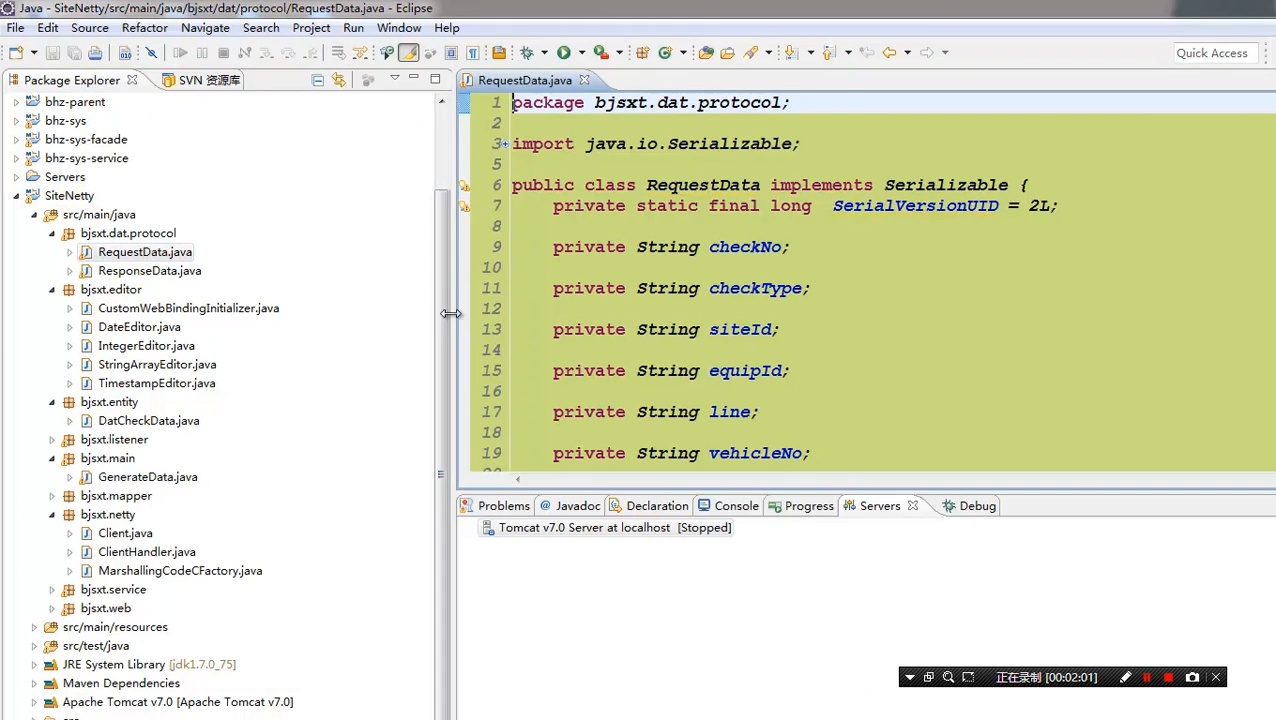 Java - SiteNetty/src/main/java/bjsxt/dat/protocol/RequestData.java - Eclipse
File Edit Source Refactor Navigate Search Project Run Window Help
Quick Access
Package Explorer SVN 资源库
bhz-parent
bhz-sys
bhz-sys-facade
bhz-sys-service
Servers
SiteNetty
src/main/java
bjsxt.dat.protocol
RequestData.java
ResponseData.java
bjsxt.editor
CustomWebBindingInitializer.java
DateEditor.java
IntegerEditor.java
StringArrayEditor.java
TimestampEditor.java
bjsxt.entity
DatCheckData.java
bjsxt.listener
bjsxt.main
GenerateData.java
bjsxt.mapper
bjsxt.netty
Client.java
ClientHandler.java
MarshallingCodeCFactory.java
bjsxt.service
bjsxt.web
src/main/resources
src/test/java
JRE System Library [jdk1.7.0_75]
Maven Dependencies
Apache Tomcat v7.0 [Apache Tomcat v7.0]
RequestData.java
1 package bjsxt.dat.protocol;
2
3 import java.io.Serializable;
5
6 public class RequestData implements Serializable {
7 private static final long SerialVersionUID = 2L;
8
9 private String checkNo;
10
11 private String checkType;
12
13 private String siteId;
14
15 private String equipId;
16
17 private String line;
18
19 private String vehicleNo;
Problems Javadoc Declaration Console Progress Servers Debug
Tomcat v7.0 Server at localhost [Stopped]
正在录制 [00:02:01]